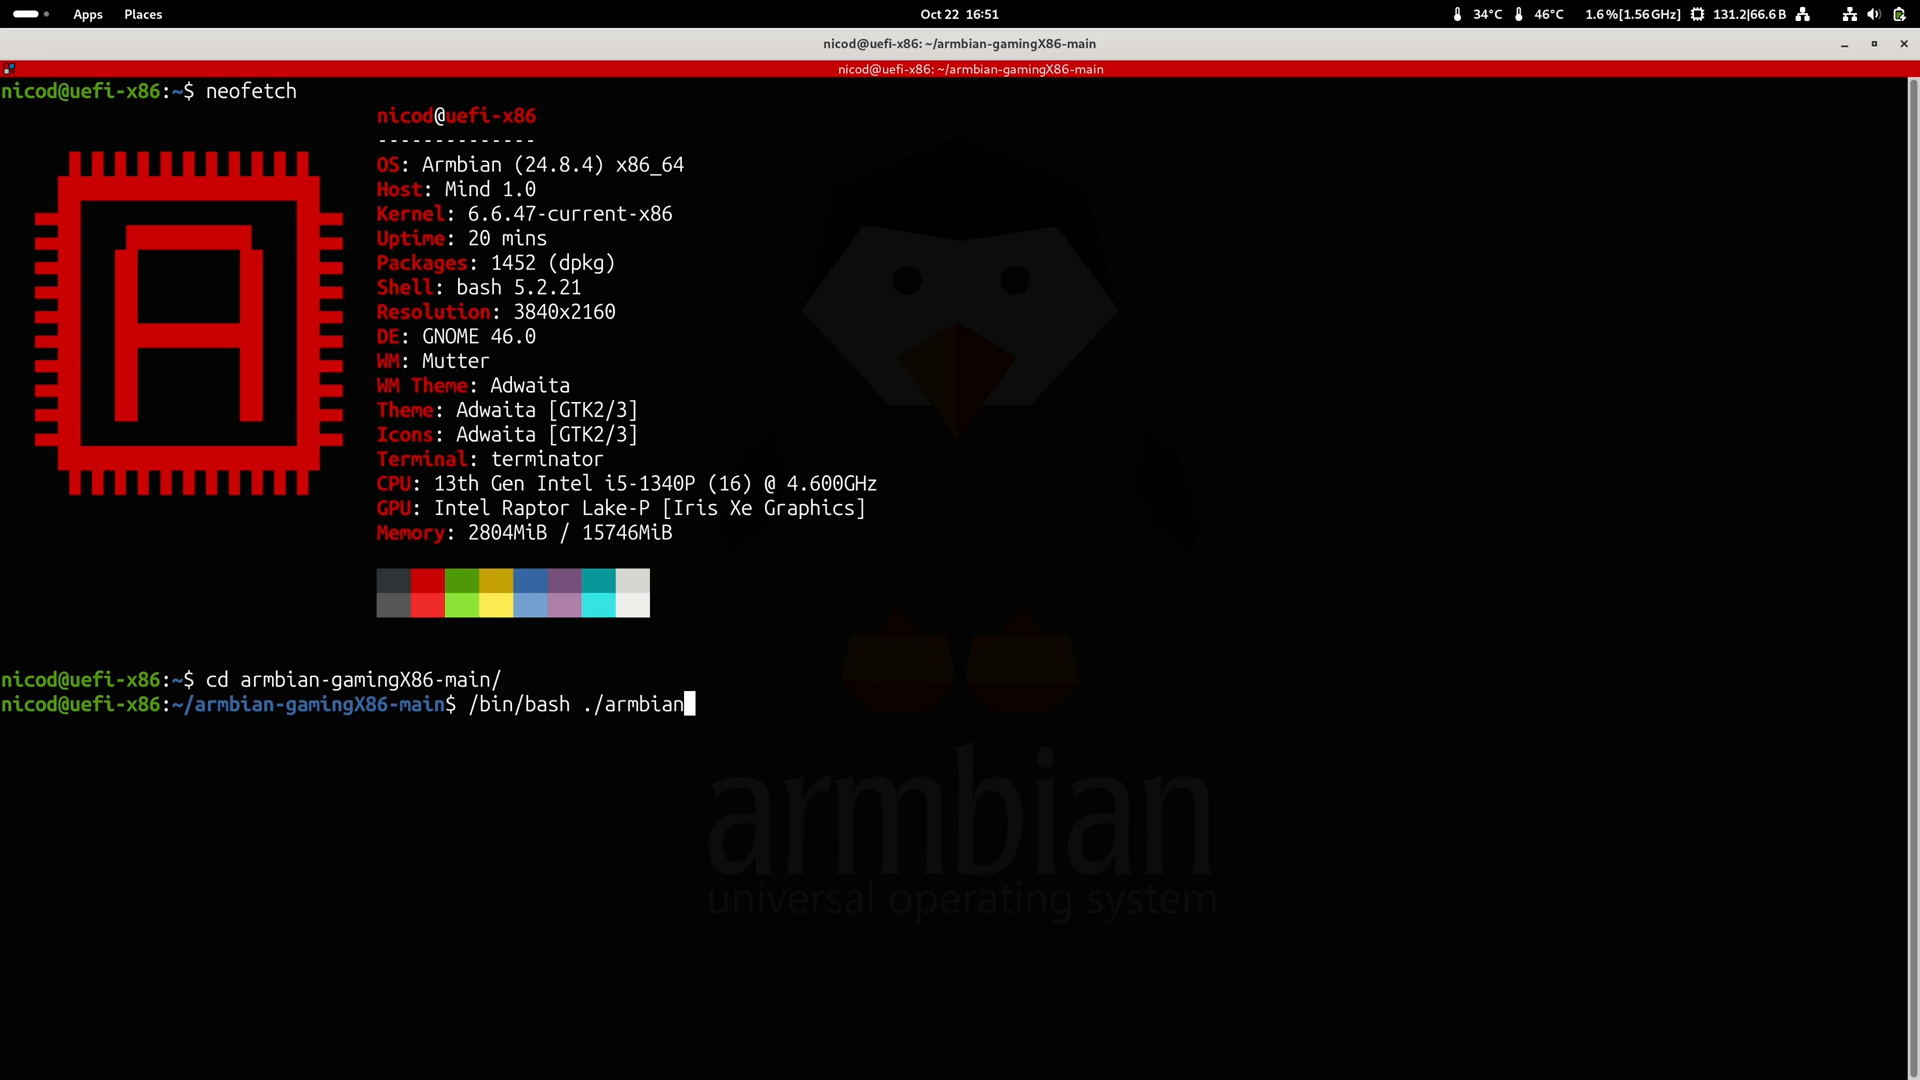 Apps Places Oct 22 16:51 34°C 46°C 1.6%[1.56GHz] 131.2|66.6B
nicod@uefi-x86: ~/armbian-gamingX86-main
nicod@uefi-x86: ~/armbian-gamingX86-main
nicod@uefi-x86:~$ neofetch
nicod@uefi-x86
--------------
OS: Armbian (24.8.4) x86_64
Host: Mind 1.0
Kernel: 6.6.47-current-x86
Uptime: 20 mins
Packages: 1452 (dpkg)
Shell: bash 5.2.21
Resolution: 3840x2160
DE: GNOME 46.0
WM: Mutter
WM Theme: Adwaita
Theme: Adwaita [GTK2/3]
Icons: Adwaita [GTK2/3]
Terminal: terminator
CPU: 13th Gen Intel i5-1340P (16) @ 4.600GHz
GPU: Intel Raptor Lake-P [Iris Xe Graphics]
Memory: 2804MiB / 15746MiB
nicod@uefi-x86:~$ cd armbian-gamingX86-main/
nicod@uefi-x86:~/armbian-gamingX86-main$ /bin/bash ./armbian
armbian
universal operating system